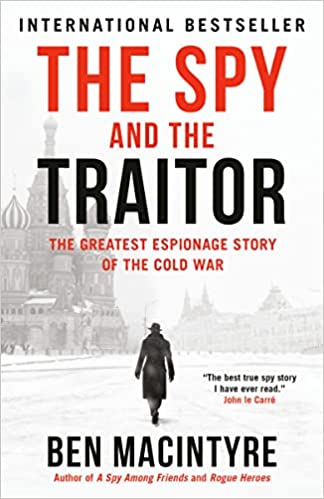 INTERNATIONAL BESTSELLER
THE SPY
AND THE
TRAITOR
THE GREATEST ESPIONAGE STORY
OF THE COLD WAR
"The best true spy story
I have ever read."
John le Carré
BEN MACINTYRE
Author of A Spy Among Friends and Rogue Heroes